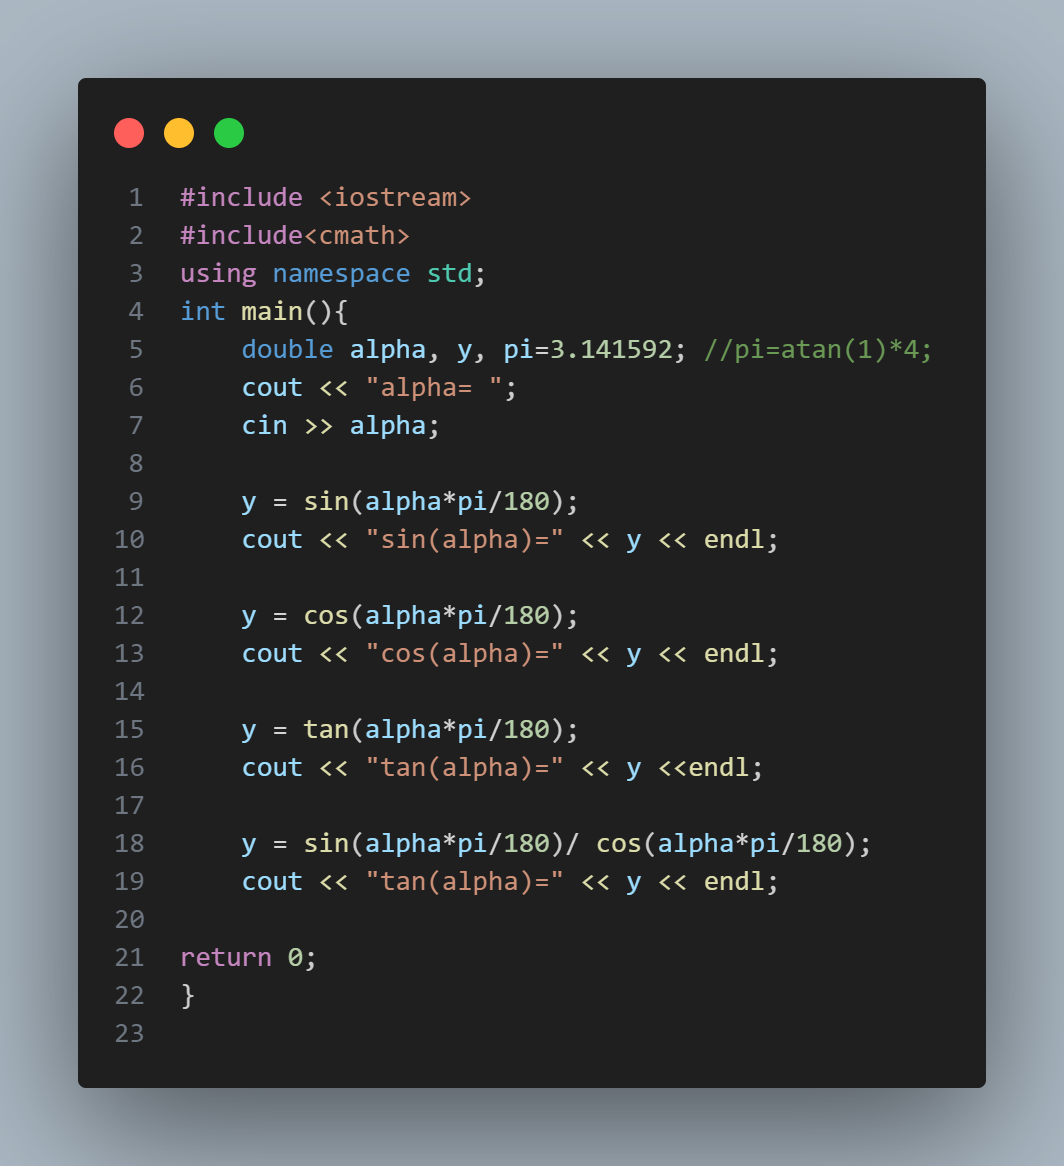 1 #include <iostream>
2 #include<cmath>
3 using namespace std;
4 int main(){
5     double alpha, y, pi=3.141592; //pi=atan(1)*4;
6     cout << "alpha= ";
7     cin >> alpha;
8
9     y = sin(alpha*pi/180);
10     cout << "sin(alpha)=" << y << endl;
11
12     y = cos(alpha*pi/180);
13     cout << "cos(alpha)=" << y << endl;
14
15     y = tan(alpha*pi/180);
16     cout << "tan(alpha)=" << y <<endl;
17
18     y = sin(alpha*pi/180)/ cos(alpha*pi/180);
19     cout << "tan(alpha)=" << y << endl;
20
21 return 0;
22 }
23